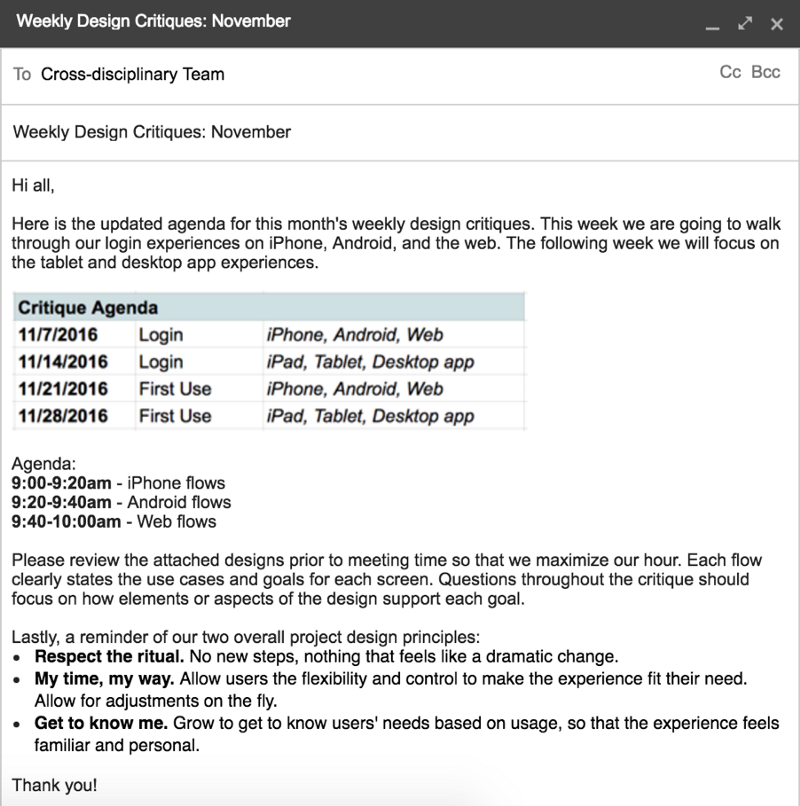 Weekly Design Critiques: November
To Cross-disciplinary Team Cc Bcc
Weekly Design Critiques: November
Hi all,
Here is the updated agenda for this month's weekly design critiques. This week we are going to walk
through our login experiences on iPhone, Android, and the web. The following week we will focus on
the tablet and desktop app experiences.
Critique Agenda
11/7/2016 Login iPhone, Android, Web
11/14/2016 Login iPad, Tablet, Desktop app
11/21/2016 First Use iPhone, Android, Web
11/28/2016 First Use iPad, Tablet, Desktop app
Agenda:
9:00-9:20am - iPhone flows
9:20-9:40am - Android flows
9:40-10:00am - Web flows
Please review the attached designs prior to meeting time so that we maximize our hour. Each flow
clearly states the use cases and goals for each screen. Questions throughout the critique should
focus on how elements or aspects of the design support each goal.
Lastly, a reminder of our two overall project design principles:
• Respect the ritual. No new steps, nothing that feels like a dramatic change.
• My time, my way. Allow users the flexibility and control to make the experience fit their need.
Allow for adjustments on the fly.
• Get to know me. Grow to get to know users' needs based on usage, so that the experience feels
familiar and personal.
Thank you!